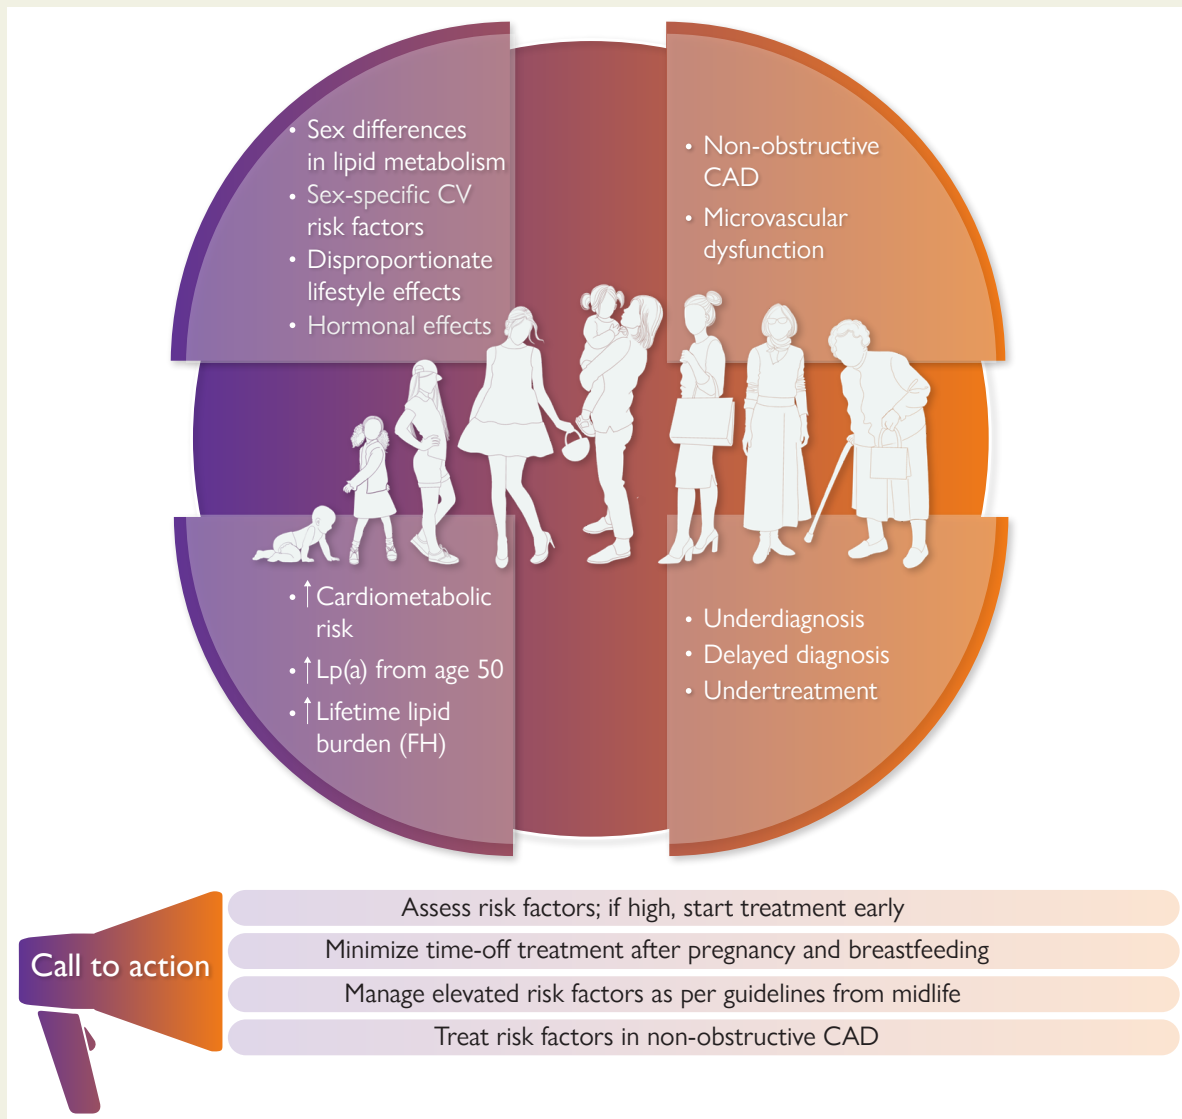 • Sex differences
in lipid metabolism
• Sex-specific CV
risk factors
• Disproportionate
lifestyle effects
• Hormonal effects
• Non-obstructive
CAD
• Microvascular
dysfunction
• ↑ Cardiometabolic
risk
• ↑ Lp(a) from age 50
• ↑ Lifetime lipid
burden (FH)
• Underdiagnosis
• Delayed diagnosis
• Undertreatment
Call to action
Assess risk factors; if high, start treatment early
Minimize time-off treatment after pregnancy and breastfeeding
Manage elevated risk factors as per guidelines from midlife
Treat risk factors in non-obstructive CAD